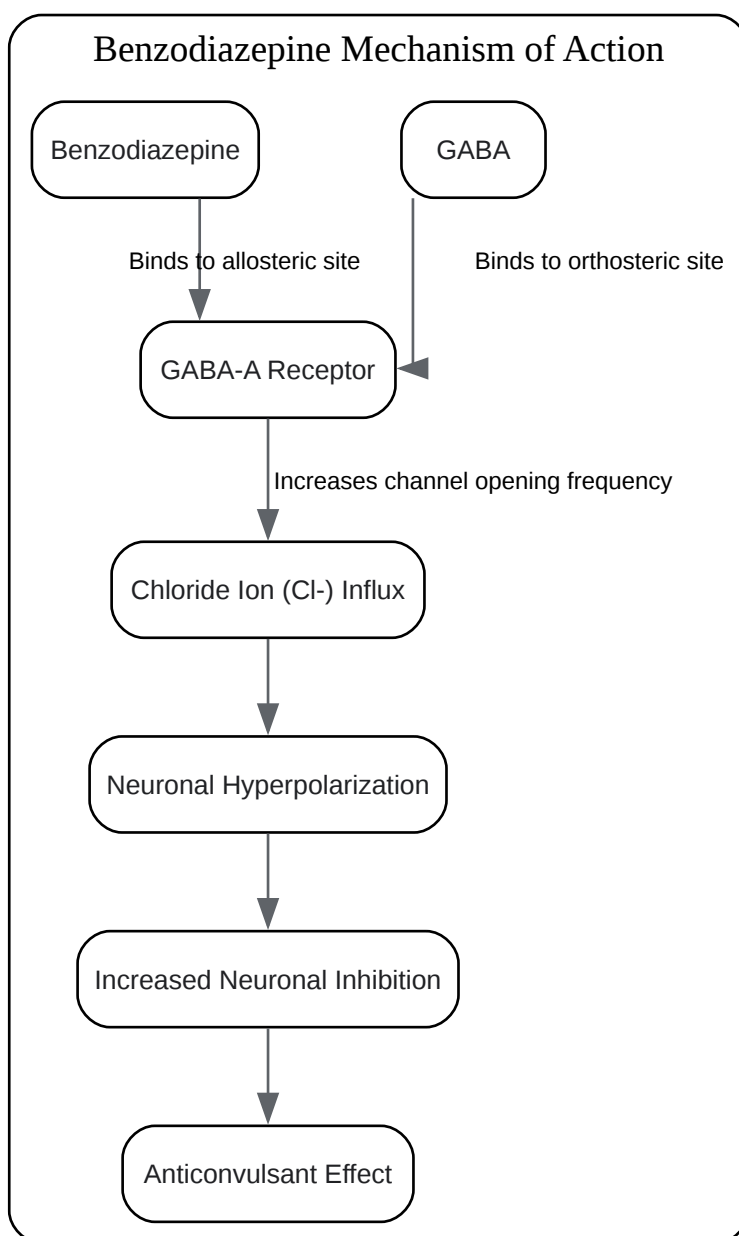 Benzodiazepine Mechanism of Action
Benzodiazepine
GABA
Binds to allosteric site
Binds to orthosteric site
GABA-A Receptor
Increases channel opening frequency
Chloride Ion (Cl-) Influx
Neuronal Hyperpolarization
Increased Neuronal Inhibition
Anticonvulsant Effect